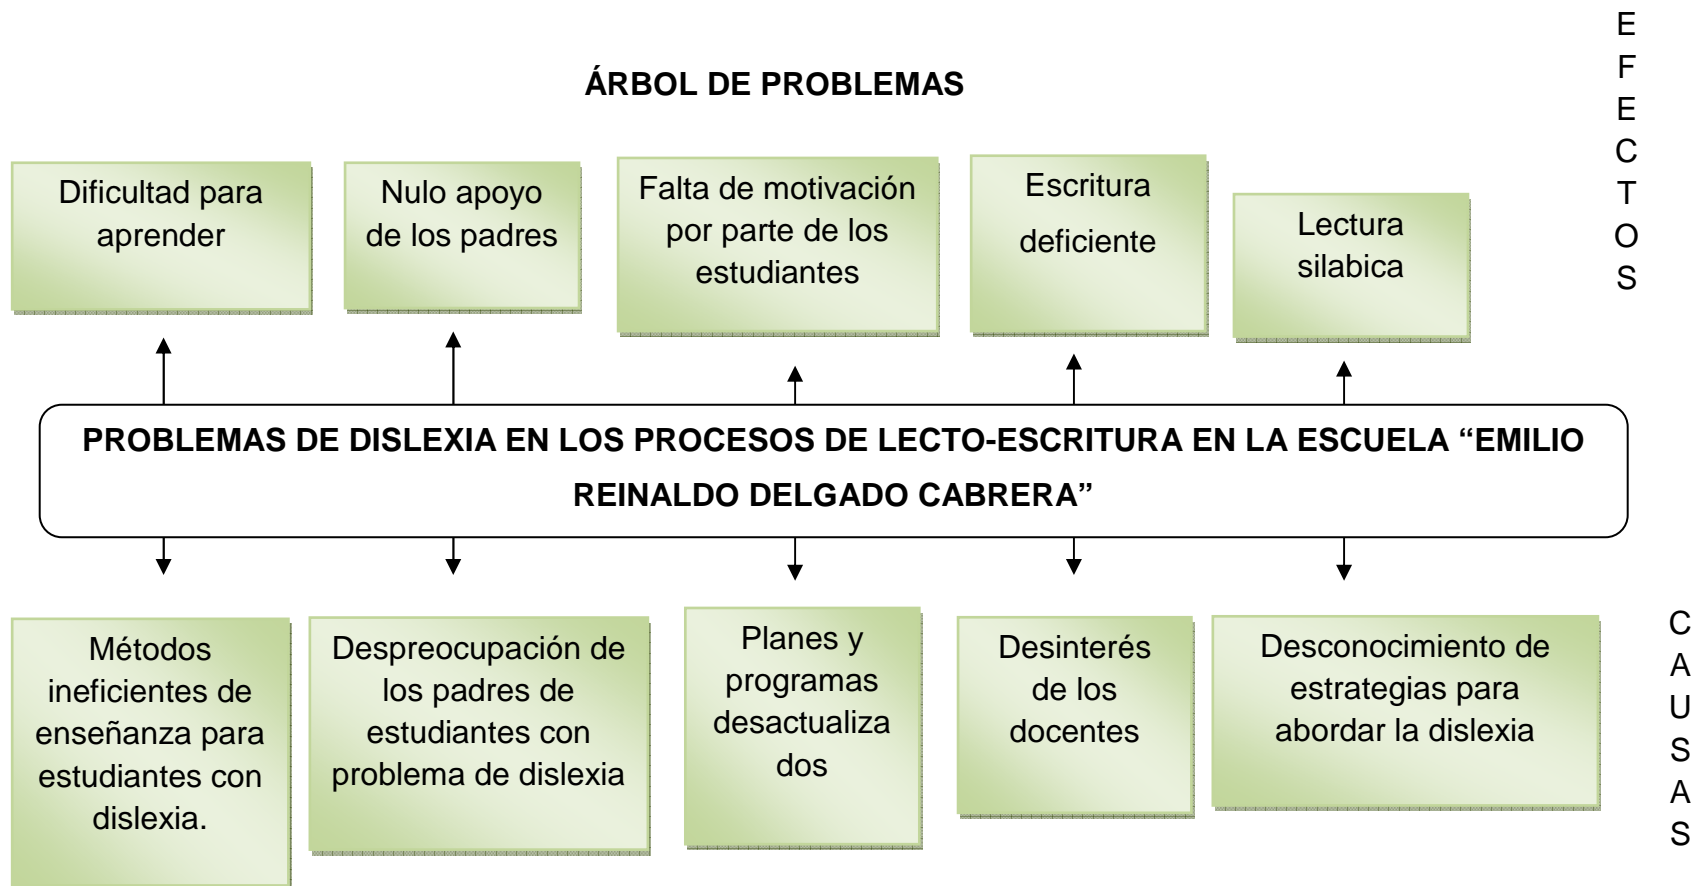 ÁRBOL DE PROBLEMAS
E
F
E
C
T
O
S
Dificultad para
aprender
Nulo apoyo
de los padres
Falta de motivación
por parte de los
estudiantes
Escritura
deficiente
Lectura
silabica
PROBLEMAS DE DISLEXIA EN LOS PROCESOS DE LECTO-ESCRITURA EN LA ESCUELA “EMILIO
REINALDO DELGADO CABRERA”
Métodos
ineficientes de
enseñanza para
estudiantes con
dislexia.
Despreocupación de
los padres de
estudiantes con
problema de dislexia
Planes y
programas
desactualiza
dos
Desinterés
de los
docentes
Desconocimiento de
estrategias para
abordar la dislexia
C
A
U
S
A
S